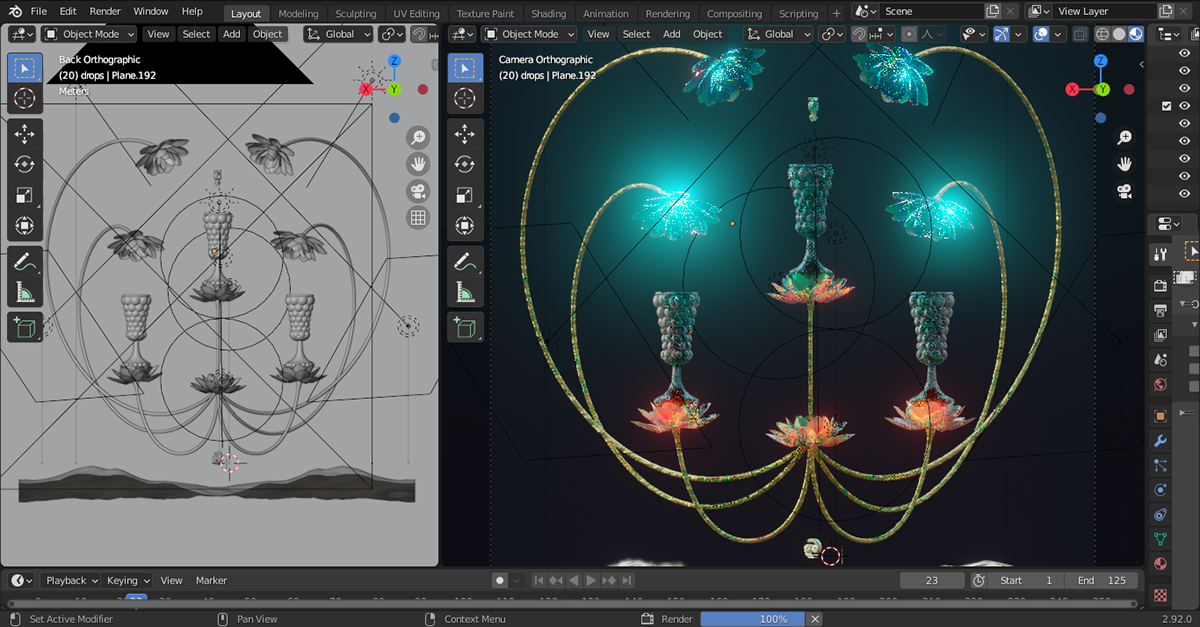 File Edit Render Window Help Layout Modeling Sculpting UV Editing Texture Paint Shading Animation Rendering Compositing Scripting + Scene View Layer
Object Mode View Select Add Object Global Object Mode View Select Add Object Global
Back Orthographic
(20) drops | Plane.192
Meters
Z
X Y
Camera Orthographic
(20) drops | Plane.192
Z
X Y
Playback Keying View Marker 23 Start 1 End 125
Set Active Modifier Pan View Context Menu Render 100% 2.92.0